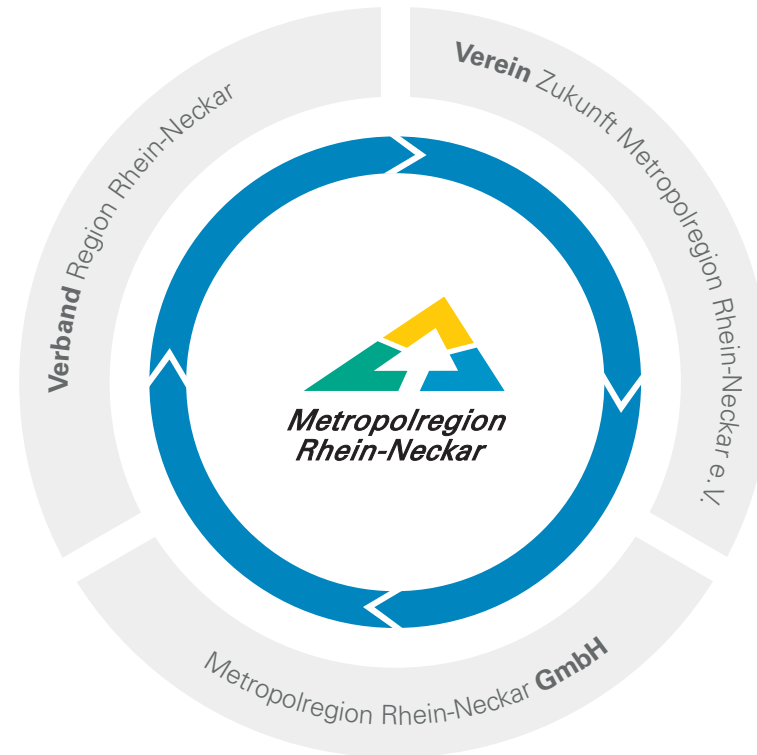 Verband Region Rhein-Neckar
Verein Zukunft Metropolregion Rhein-Neckar e.V.
Metropolregion
Rhein-Neckar
Metropolregion Rhein-Neckar GmbH